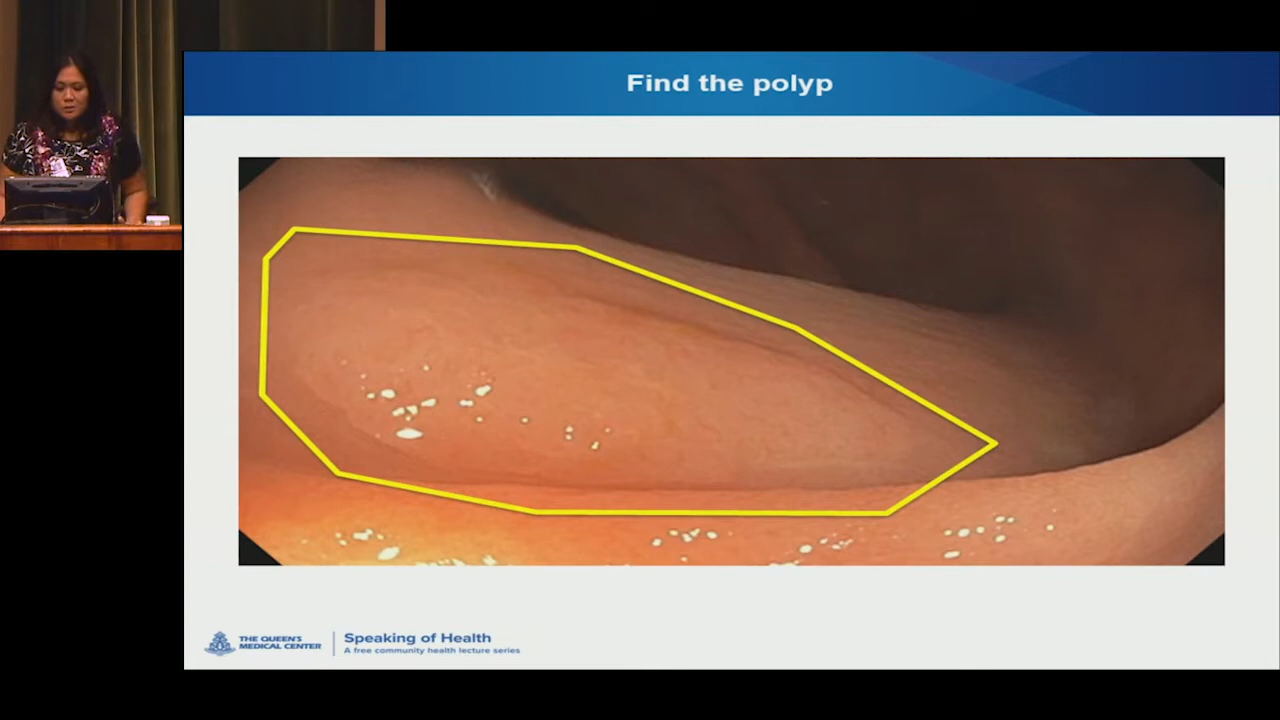 Find the polyp
THE QUEEN'S
MEDICAL CENTER
Speaking of Health
A free community health lecture series